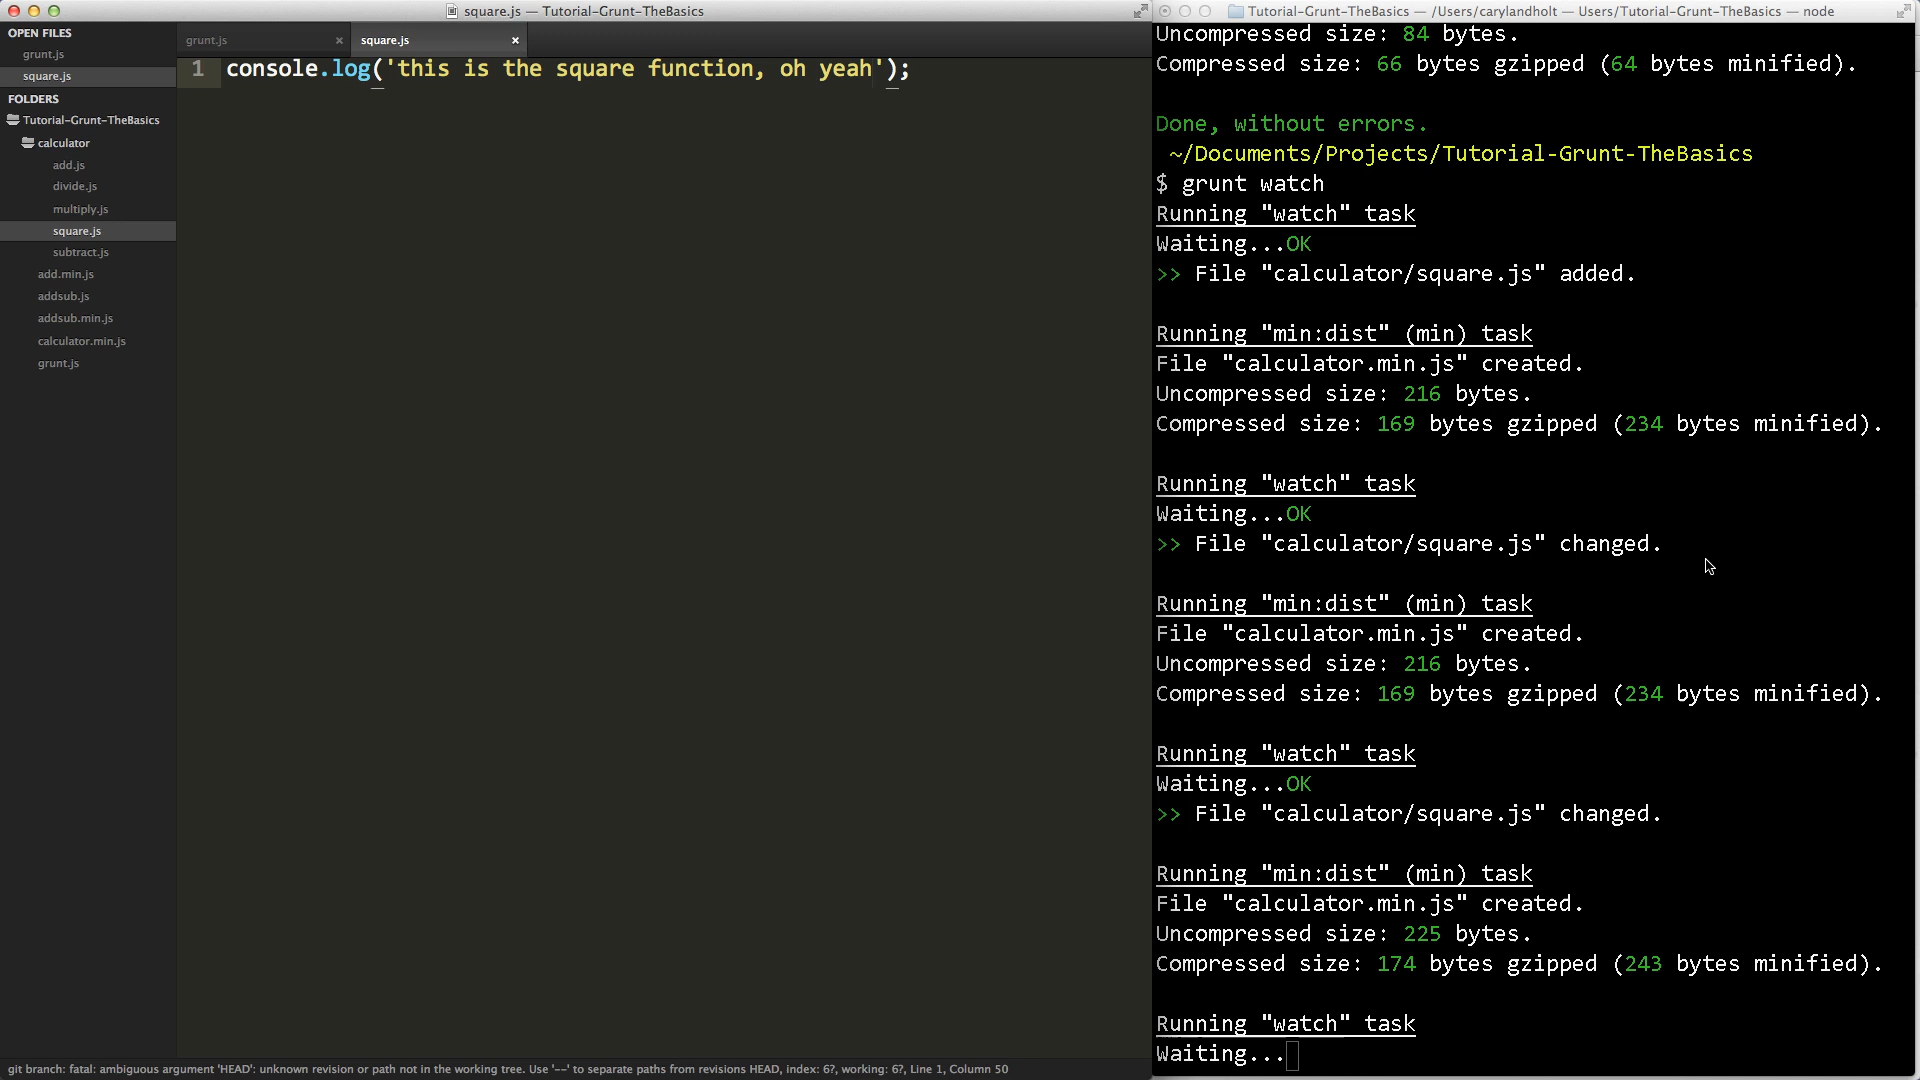 square.js — Tutorial-Grunt-TheBasics
OPEN FILES
grunt.js
square.js
FOLDERS
Tutorial-Grunt-TheBasics
calculator
add.js
divide.js
multiply.js
square.js
subtract.js
add.min.js
addsub.js
addsub.min.js
calculator.min.js
grunt.js
grunt.js ×
square.js ×
1 console.log('this is the square function, oh yeah');
git branch: fatal: ambiguous argument 'HEAD': unknown revision or path not in the working tree. Use '--' to separate paths from revisions HEAD, index: 6?, working: 6?, Line 1, Column 50
Tutorial-Grunt-TheBasics — /Users/carylandholt — Users/Tutorial-Grunt-TheBasics — node
Uncompressed size: 84 bytes.
Compressed size: 66 bytes gzipped (64 bytes minified).
Done, without errors.
~/Documents/Projects/Tutorial-Grunt-TheBasics
$ grunt watch
Running "watch" task
Waiting...OK
>> File "calculator/square.js" added.
Running "min:dist" (min) task
File "calculator.min.js" created.
Uncompressed size: 216 bytes.
Compressed size: 169 bytes gzipped (234 bytes minified).
Running "watch" task
Waiting...OK
>> File "calculator/square.js" changed.
Running "min:dist" (min) task
File "calculator.min.js" created.
Uncompressed size: 216 bytes.
Compressed size: 169 bytes gzipped (234 bytes minified).
Running "watch" task
Waiting...OK
>> File "calculator/square.js" changed.
Running "min:dist" (min) task
File "calculator.min.js" created.
Uncompressed size: 225 bytes.
Compressed size: 174 bytes gzipped (243 bytes minified).
Running "watch" task
Waiting...